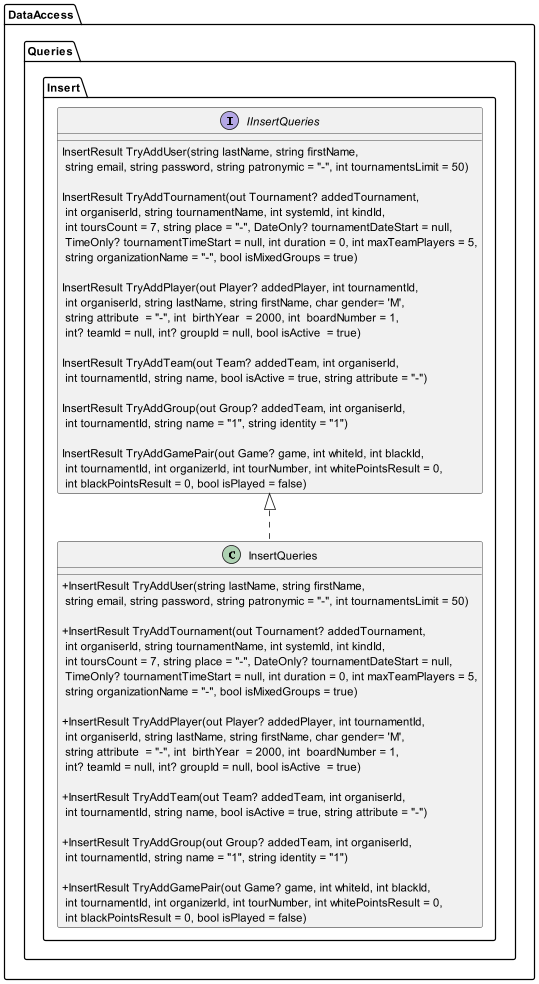 DataAccess
Queries
Insert
I IInsertQueries
InsertResult TryAddUser(string lastName, string firstName,
string email, string password, string patronymic = "-", int tournamentsLimit = 50)
InsertResult TryAddTournament(out Tournament? addedTournament,
int organiserId, string tournamentName, int systemId, int kindId,
int toursCount = 7, string place = "-", DateOnly? tournamentDateStart = null,
TimeOnly? tournamentTimeStart = null, int duration = 0, int maxTeamPlayers = 5,
string organizationName = "-", bool isMixedGroups = true)
InsertResult TryAddPlayer(out Player? addedPlayer, int tournamentId,
int organiserId, string lastName, string firstName, char gender= 'M',
string attribute  = "-", int  birthYear  = 2000, int  boardNumber = 1,
int? teamId = null, int? groupId = null, bool isActive  = true)
InsertResult TryAddTeam(out Team? addedTeam, int organiserId,
int tournamentId, string name, bool isActive = true, string attribute = "-")
InsertResult TryAddGroup(out Group? addedTeam, int organiserId,
int tournamentId, string name = "1", string identity = "1")
InsertResult TryAddGamePair(out Game? game, int whiteId, int blackId,
int tournamentId, int organizerId, int tourNumber, int whitePointsResult = 0,
int blackPointsResult = 0, bool isPlayed = false)
C InsertQueries
+InsertResult TryAddUser(string lastName, string firstName,
string email, string password, string patronymic = "-", int tournamentsLimit = 50)
+InsertResult TryAddTournament(out Tournament? addedTournament,
int organiserId, string tournamentName, int systemId, int kindId,
int toursCount = 7, string place = "-", DateOnly? tournamentDateStart = null,
TimeOnly? tournamentTimeStart = null, int duration = 0, int maxTeamPlayers = 5,
string organizationName = "-", bool isMixedGroups = true)
+InsertResult TryAddPlayer(out Player? addedPlayer, int tournamentId,
int organiserId, string lastName, string firstName, char gender= 'M',
string attribute  = "-", int  birthYear  = 2000, int  boardNumber = 1,
int? teamId = null, int? groupId = null, bool isActive  = true)
+InsertResult TryAddTeam(out Team? addedTeam, int organiserId,
int tournamentId, string name, bool isActive = true, string attribute = "-")
+InsertResult TryAddGroup(out Group? addedTeam, int organiserId,
int tournamentId, string name = "1", string identity = "1")
+InsertResult TryAddGamePair(out Game? game, int whiteId, int blackId,
int tournamentId, int organizerId, int tourNumber, int whitePointsResult = 0,
int blackPointsResult = 0, bool isPlayed = false)